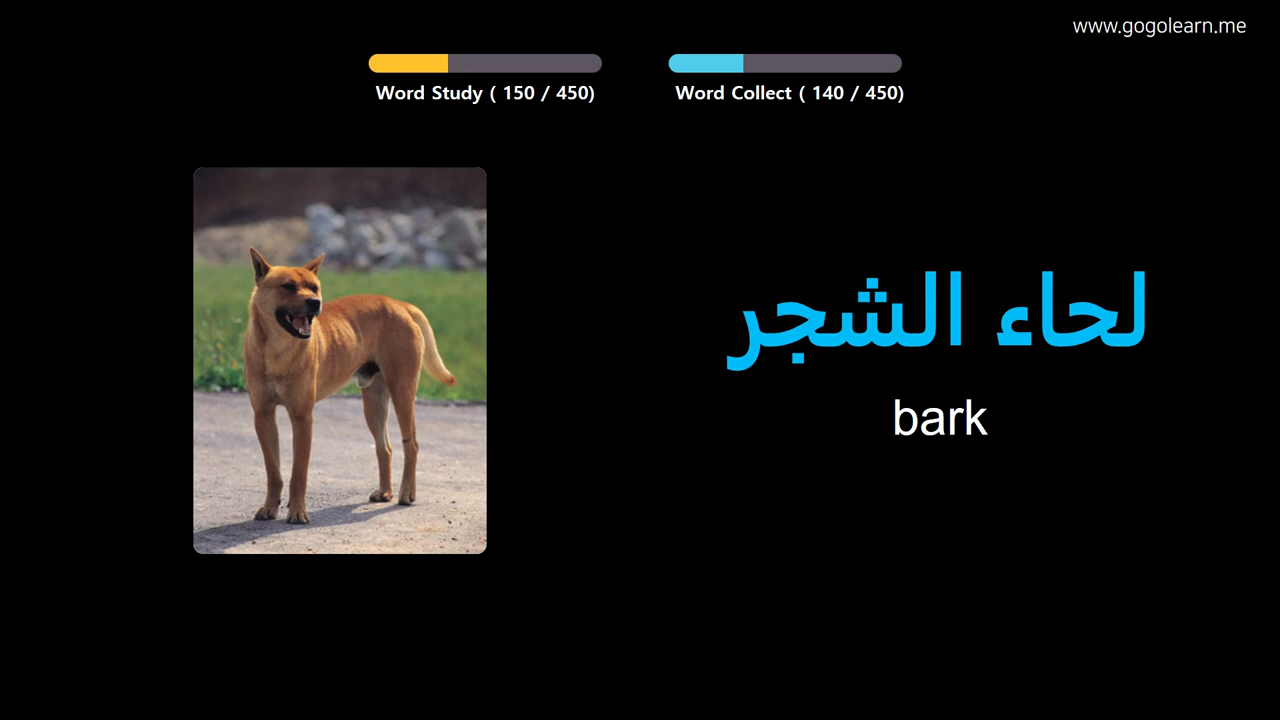 www.gogolearn.me
Word Study ( 150 / 450)
Word Collect ( 140 / 450)
لحاء الشجر
bark